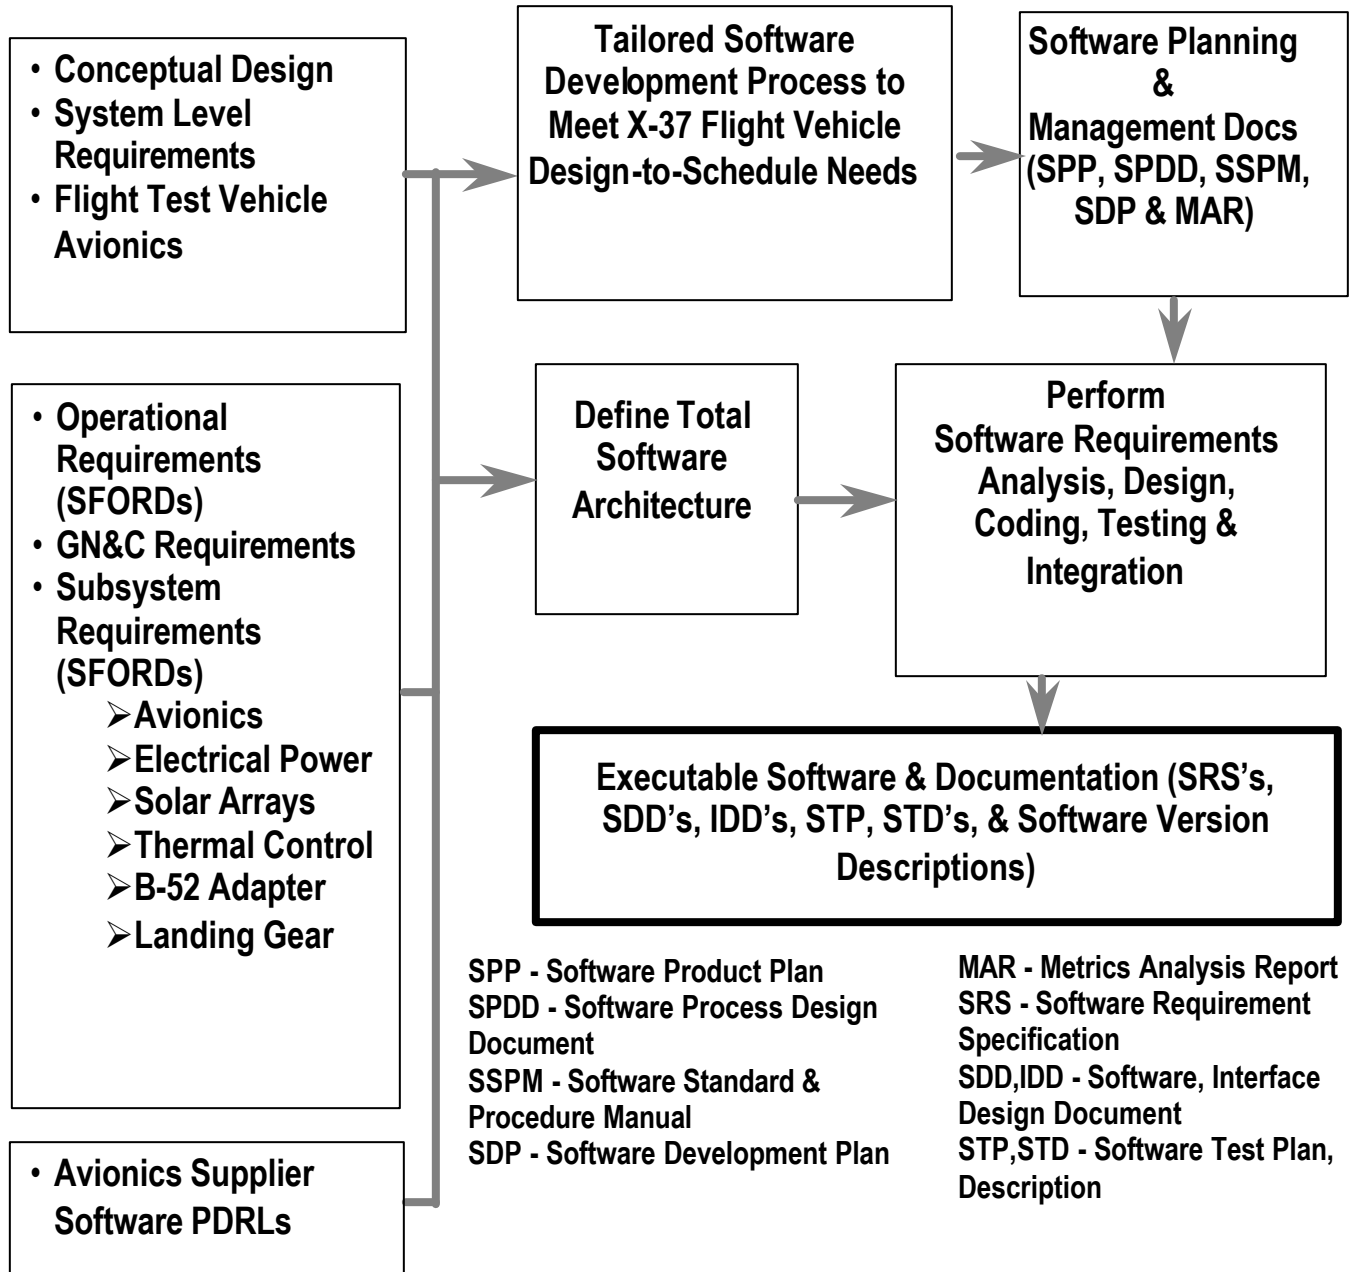 • Conceptual Design
• System Level
Requirements
• Flight Test Vehicle
Avionics
Tailored Software
Development Process to
Meet X-37 Flight Vehicle
Design-to-Schedule Needs
Software Planning
&
Management Docs
(SPP, SPDD, SSPM,
SDP & MAR)
• Operational
Requirements
(SFORDs)
• GN&C Requirements
• Subsystem
Requirements
(SFORDs)
➢Avionics
➢Electrical Power
➢Solar Arrays
➢Thermal Control
➢B-52 Adapter
➢Landing Gear
Define Total
Software
Architecture
Perform
Software Requirements
Analysis, Design,
Coding, Testing &
Integration
Executable Software & Documentation (SRS’s,
SDD’s, IDD’s, STP, STD’s, & Software Version
Descriptions)
• Avionics Supplier
Software PDRLs
SPP - Software Product Plan
SPDD - Software Process Design
Document
SSPM - Software Standard &
Procedure Manual
SDP - Software Development Plan
MAR - Metrics Analysis Report
SRS - Software Requirement
Specification
SDD,IDD - Software, Interface
Design Document
STP,STD - Software Test Plan,
Description